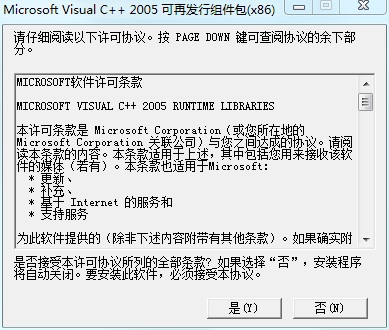 Microsoft Visual C++ 2005 可再发行组件包(x86)
请仔细阅读以下许可协议。按 PAGE DOWN 键可查阅协议的余下部
分。
MICROSOFT软件许可条款
MICROSOFT VISUAL C++ 2005 RUNTIME LIBRARIES
本许可条款是 Microsoft Corporation（或您所在地的
Microsoft Corporation 关联公司）与您之间达成的协议。请阅
读本条款的内容。本条款适用于上述，其中包括您用来接收该软
件的媒体（若有）。本条款也适用于Microsoft:
* 更新、
* 补充、
* 基于 Internet 的服务和
* 支持服务
为此软件提供的（除非下述内容附带有其他条款）。如果确实附
是否接受本许可协议所列的全部条款? 如果选择“否”，安装程序
将自动关闭。要安装此软件，必须接受本协议。
是(Y)
否(N)